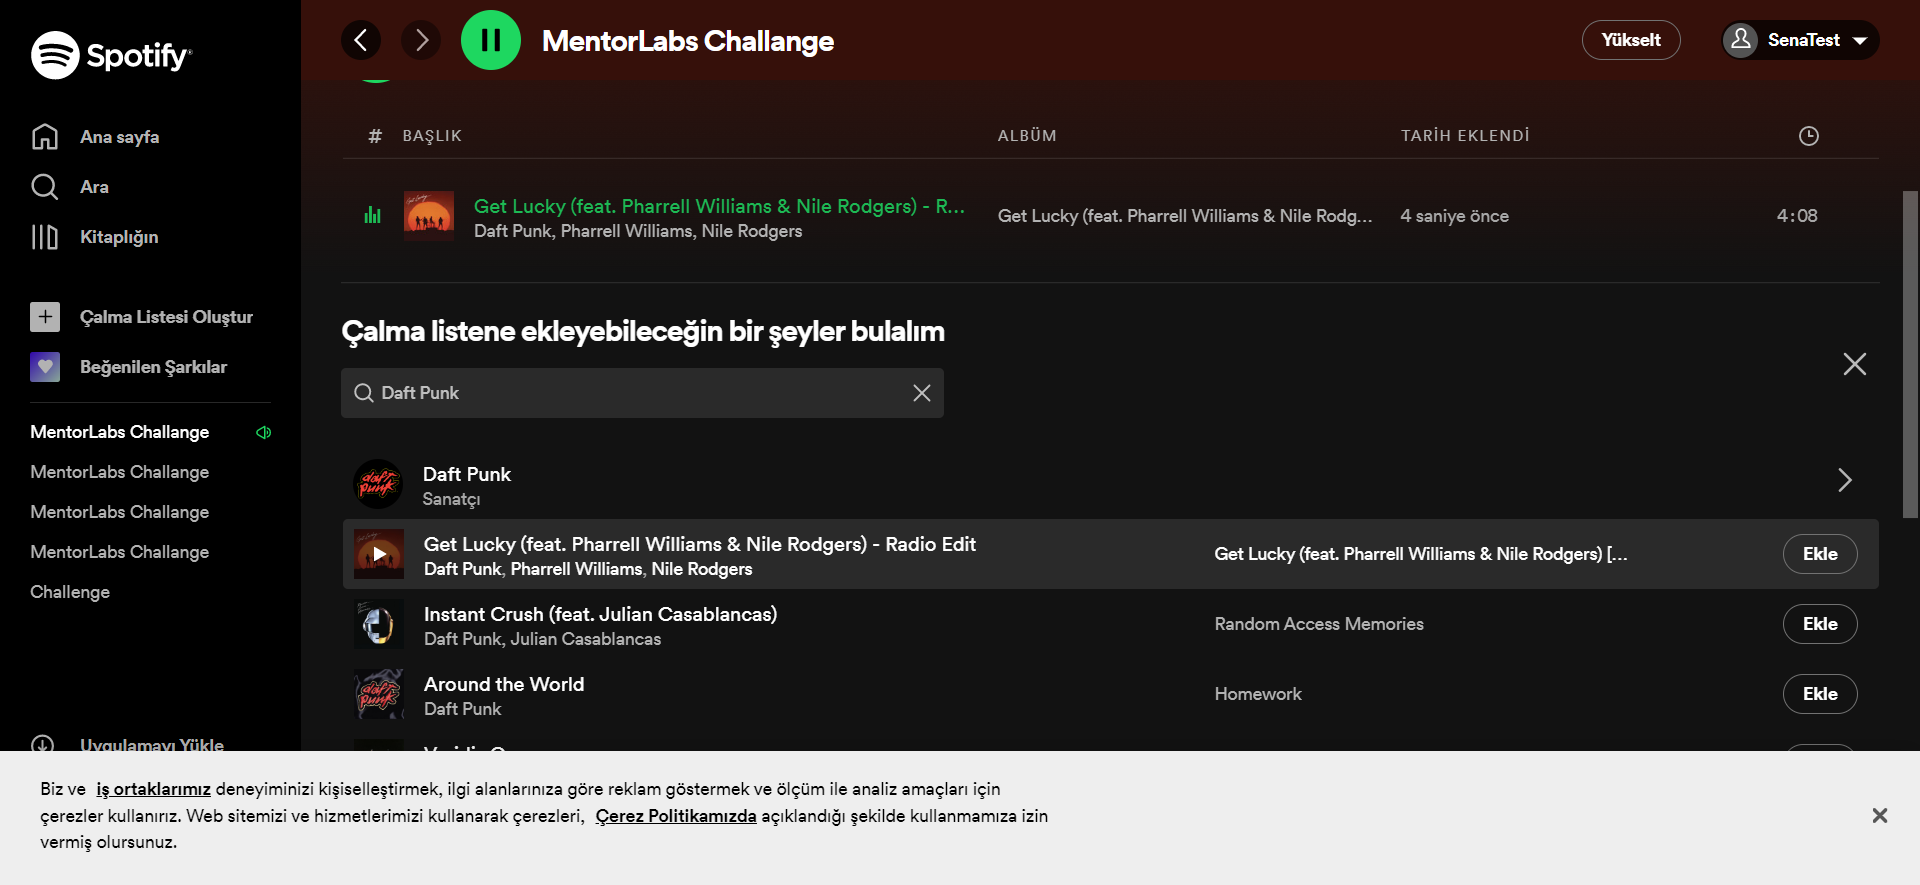 Spotify
Ana sayfa
Ara
Kitaplığın
Çalma Listesi Oluştur
Beğenilen Şarkılar
MentorLabs Challange
MentorLabs Challange
MentorLabs Challange
MentorLabs Challange
Challenge
Uygulamayı Yükle
MentorLabs Challange
Yükselt
SenaTest
# BAŞLIK ALBÜM TARİH EKLENDİ
Get Lucky (feat. Pharrell Williams & Nile Rodgers) - R...
Daft Punk, Pharrell Williams, Nile Rodgers
Get Lucky (feat. Pharrell Williams & Nile Rodg...
4 saniye önce
4:08
Çalma listene ekleyebileceğin bir şeyler bulalım
Daft Punk
Daft Punk
Sanatçı
Get Lucky (feat. Pharrell Williams & Nile Rodgers) - Radio Edit
Daft Punk, Pharrell Williams, Nile Rodgers
Get Lucky (feat. Pharrell Williams & Nile Rodgers) [...
Ekle
Instant Crush (feat. Julian Casablancas)
Daft Punk, Julian Casablancas
Random Access Memories
Ekle
Around the World
Daft Punk
Homework
Ekle
Biz ve iş ortaklarımız deneyiminizi kişiselleştirmek, ilgi alanlarınıza göre reklam göstermek ve ölçüm ile analiz amaçları için
çerezler kullanırız. Web sitemizi ve hizmetlerimizi kullanarak çerezleri, Çerez Politikamızda açıklandığı şekilde kullanmamıza izin
vermiş olursunuz.